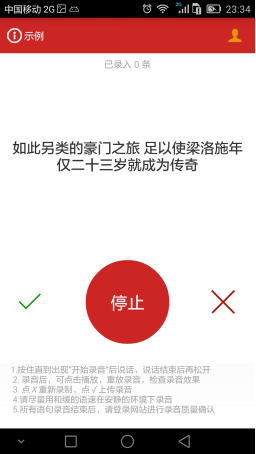 中国移动 2G 23:34
示例
已录入 0 条
如此另类的豪门之旅 足以使梁洛施年
仅二十三岁就成为传奇
停止
1.按住直到出现"开始录音"后说话，说话结束后再松开
2. 录音后，可点击播放，重放录音，检查录音效果
3. 点 X 重新录制，点 √ 上传录音
4.请尽量用和缓的语速在安静的环境下录音
5.所有语句录音结束后，请登录网站进行录音质量确认